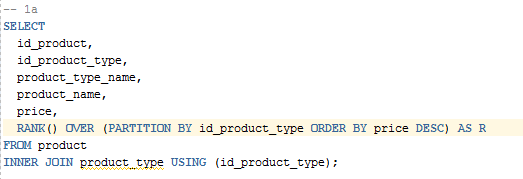 -- 1a
SELECT
id_product,
id_product_type,
product_type_name,
product_name,
price,
RANK() OVER (PARTITION BY id_product_type ORDER BY price DESC) AS R
FROM product
INNER JOIN product_type USING (id_product_type);